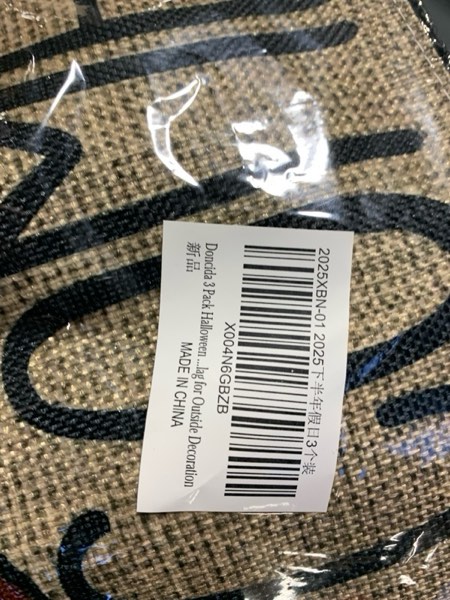 2025XBN-01 2025下半年假日3个装
X004N6GBZB
Doncida 3 Pack Halloween ...lag for Outside Decoration
新品
MADE IN CHINA